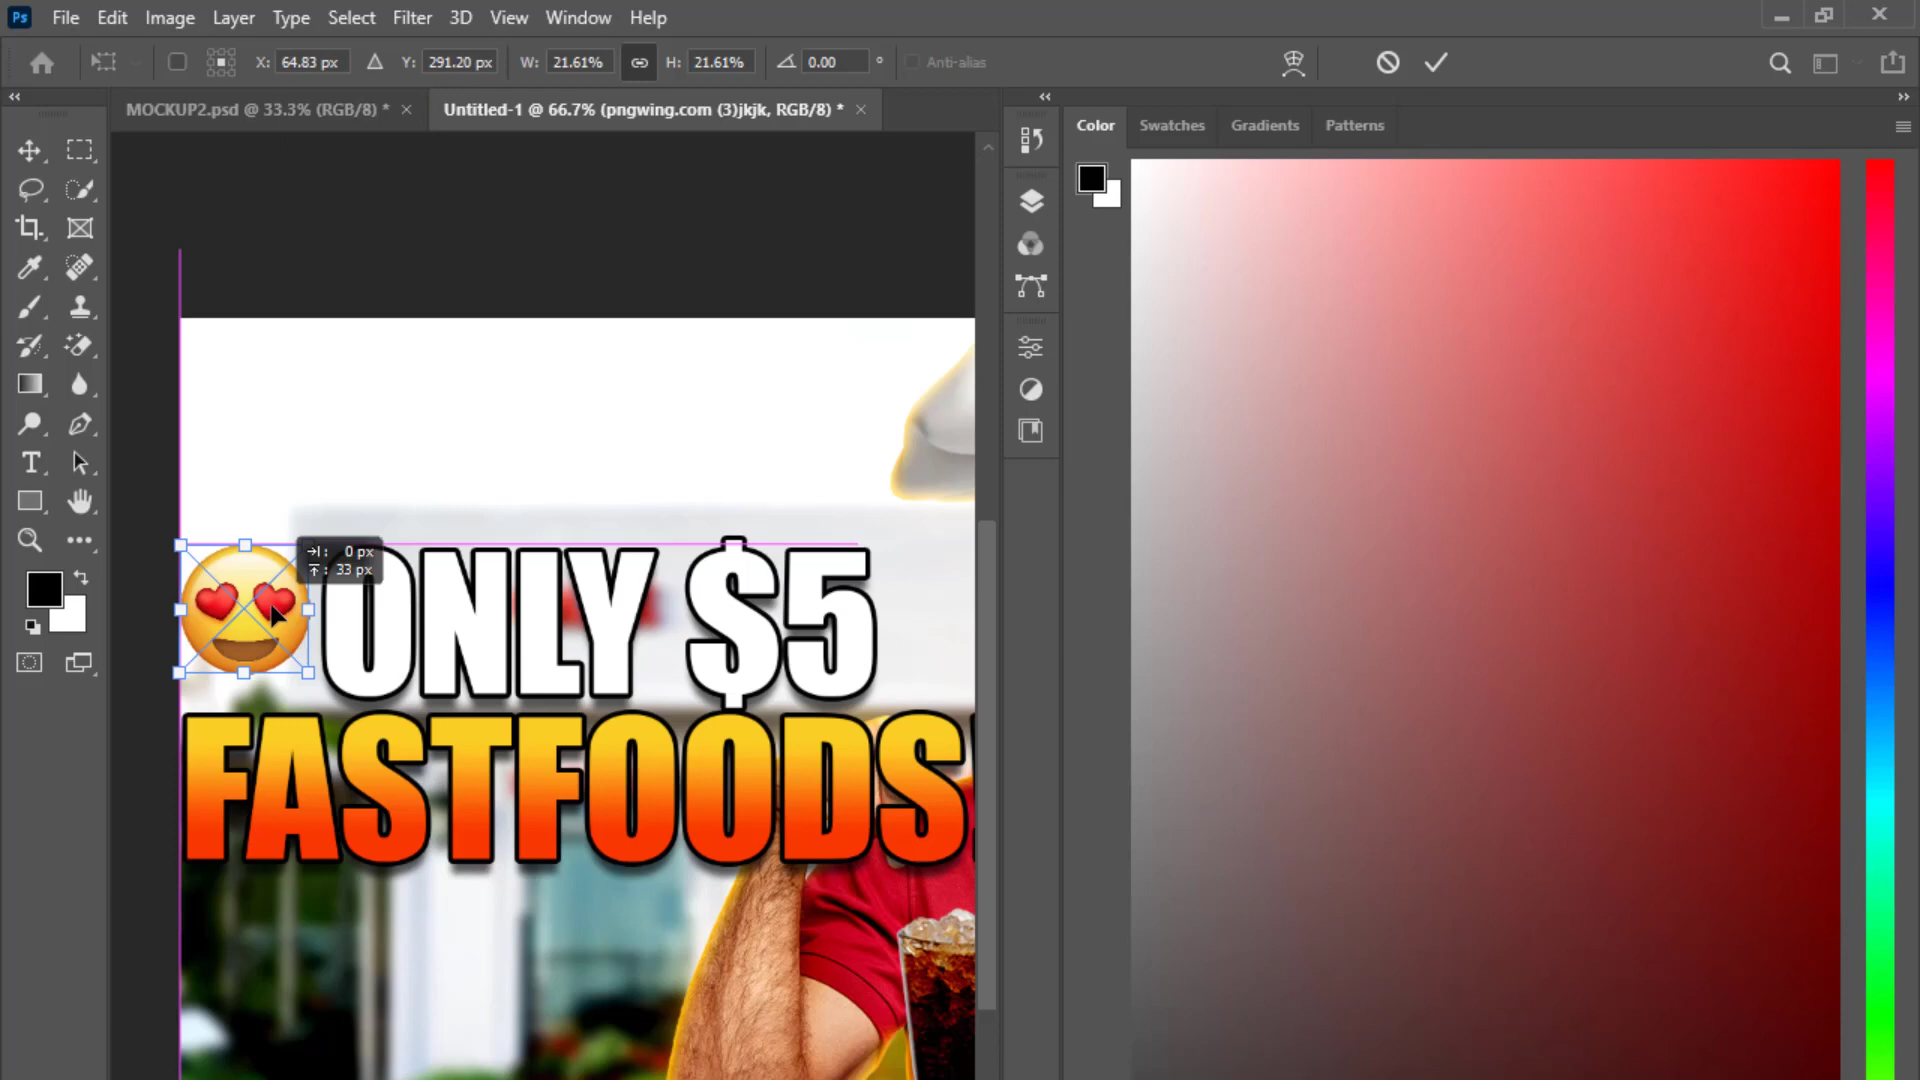 Ps File Edit Image Layer Type Select Filter 3D View Window Help
X: 64.83 px Y: 291.20 px W: 21.61% H: 21.61% 0.00 ° Anti-alias
MOCKUP2.psd @ 33.3% (RGB/8) * × Untitled-1 @ 66.7% (pngwing.com (3)jkjk, RGB/8) * ×
Color Swatches Gradients Patterns
: 0 px
: 33 px
ONLY $5
FASTFOODS